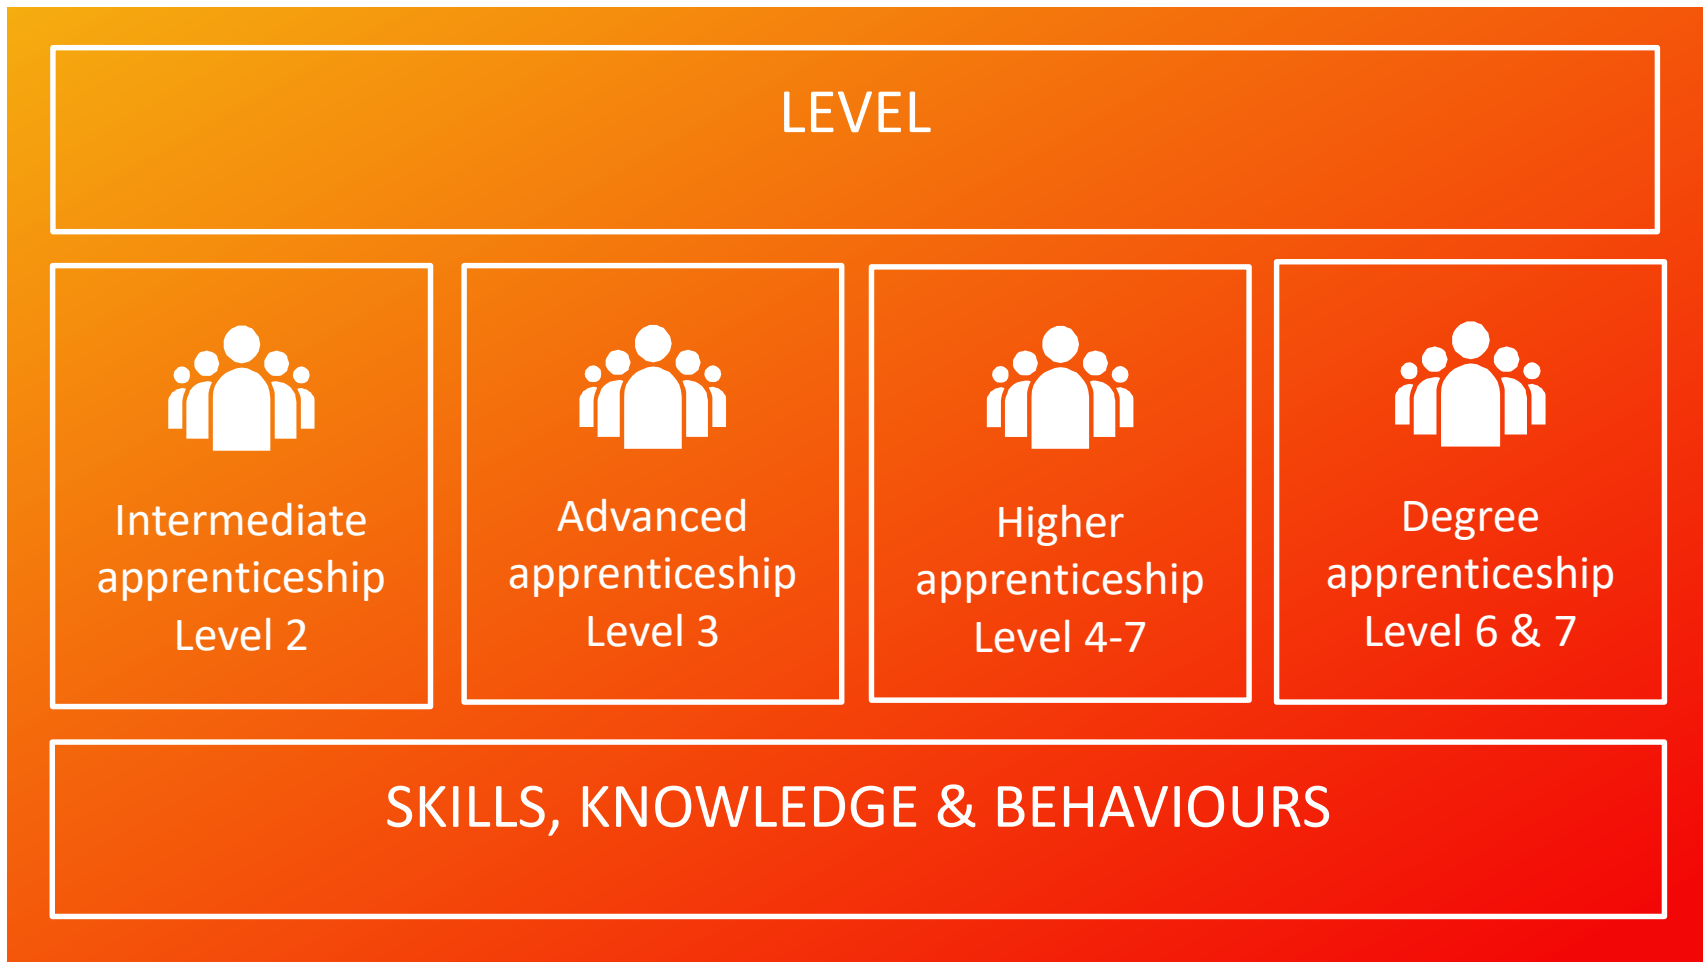 LEVEL
Intermediate
apprenticeship
Level 2
Advanced
apprenticeship
Level 3
Higher
apprenticeship
Level 4-7
Degree
apprenticeship
Level 6 & 7
SKILLS, KNOWLEDGE & BEHAVIOURS